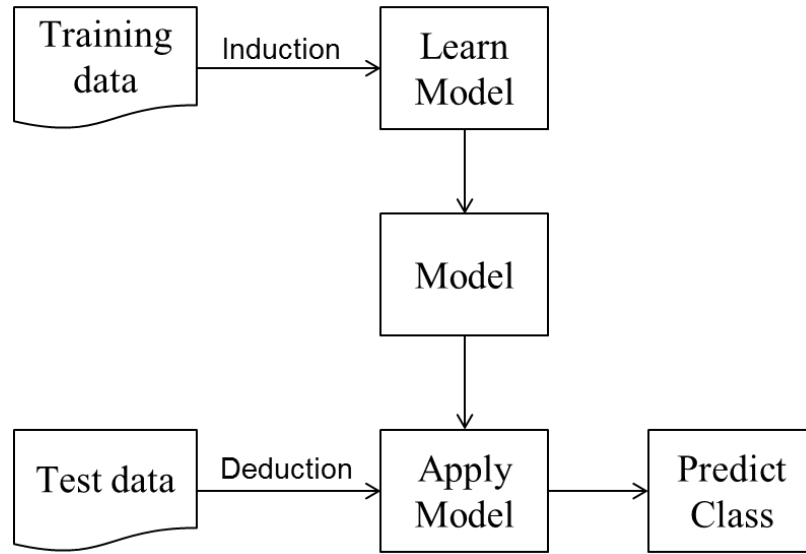 Training
data
Induction
Learn
Model
Model
Test data
Deduction
Apply
Model
Predict
Class